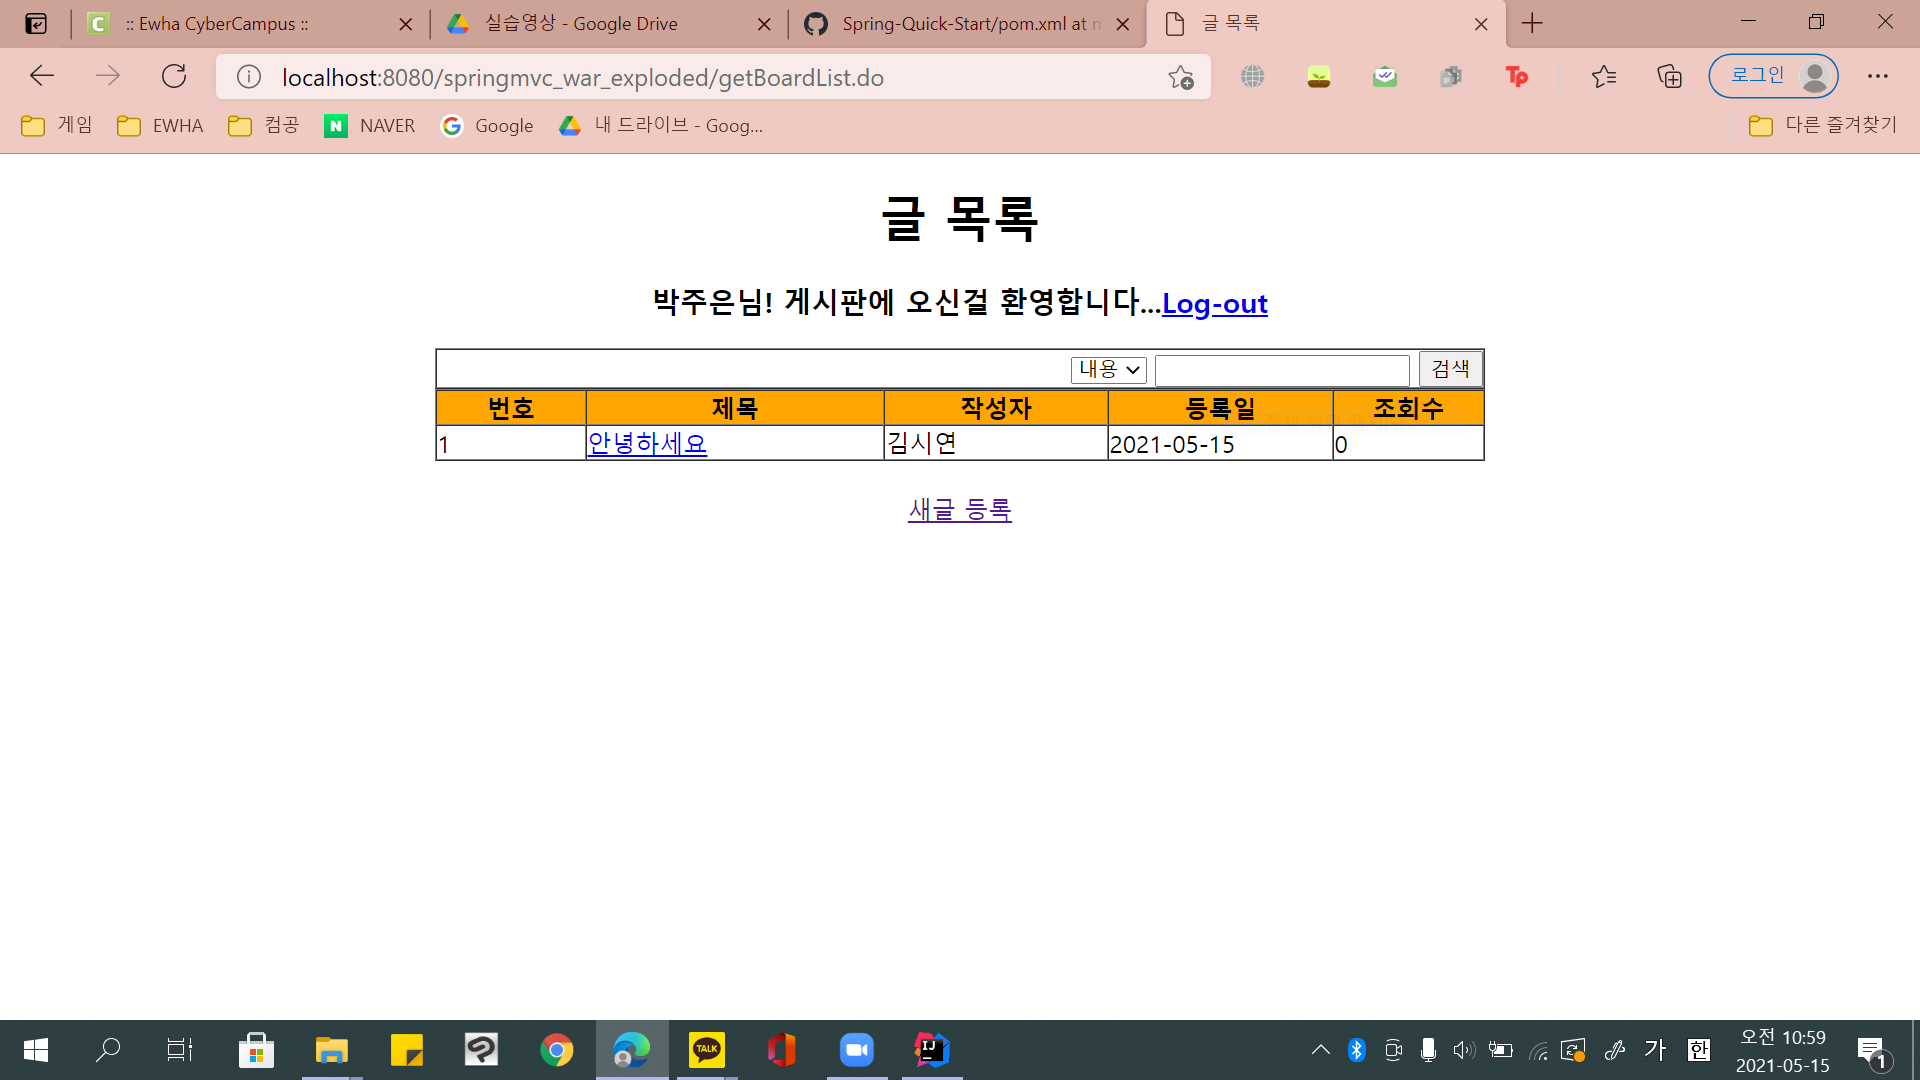 :: Ewha CyberCampus ::
실습영상 - Google Drive
Spring-Quick-Start/pom.xml at m
글 목록
localhost:8080/springmvc_war_exploded/getBoardList.do
로그인
게임
EWHA
컴공
NAVER
Google
내 드라이브 - Goog...
다른 즐겨찾기
글 목록
박주은님! 게시판에 오신걸 환영합니다...Log-out
내용 검색
번호 제목 작성자 등록일 조회수
1 안녕하세요 김시연 2021-05-15 0
새글 등록
TALK
IJ
가 한
오전 10:59
2021-05-15
1